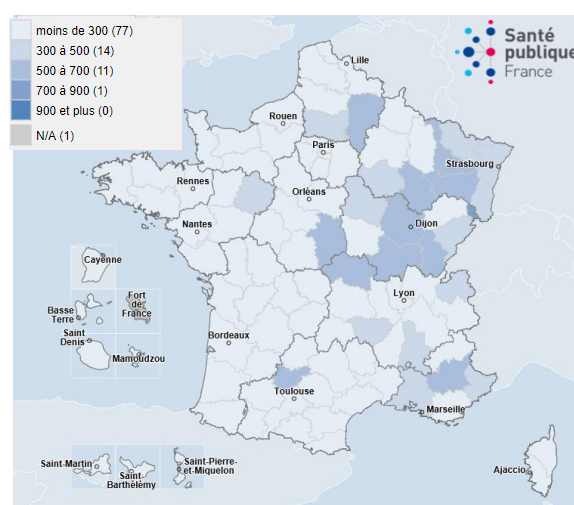 moins de 300 (77)
300 à 500 (14)
500 à 700 (11)
700 à 900 (1)
900 et plus (0)
N/A (1)
Santé
publique
France
Lille
Rouen
Paris
Strasbourg
Rennes
Orléans
Nantes
Dijon
Cayenne
Basse
Terre
Fort
de
France
Saint
Denis
Mamoudzou
Lyon
Bordeaux
Toulouse
Marseille
Saint-Martin
Saint-
Barthélémy
Saint-Pierre-
et-Miquelon
Ajaccio